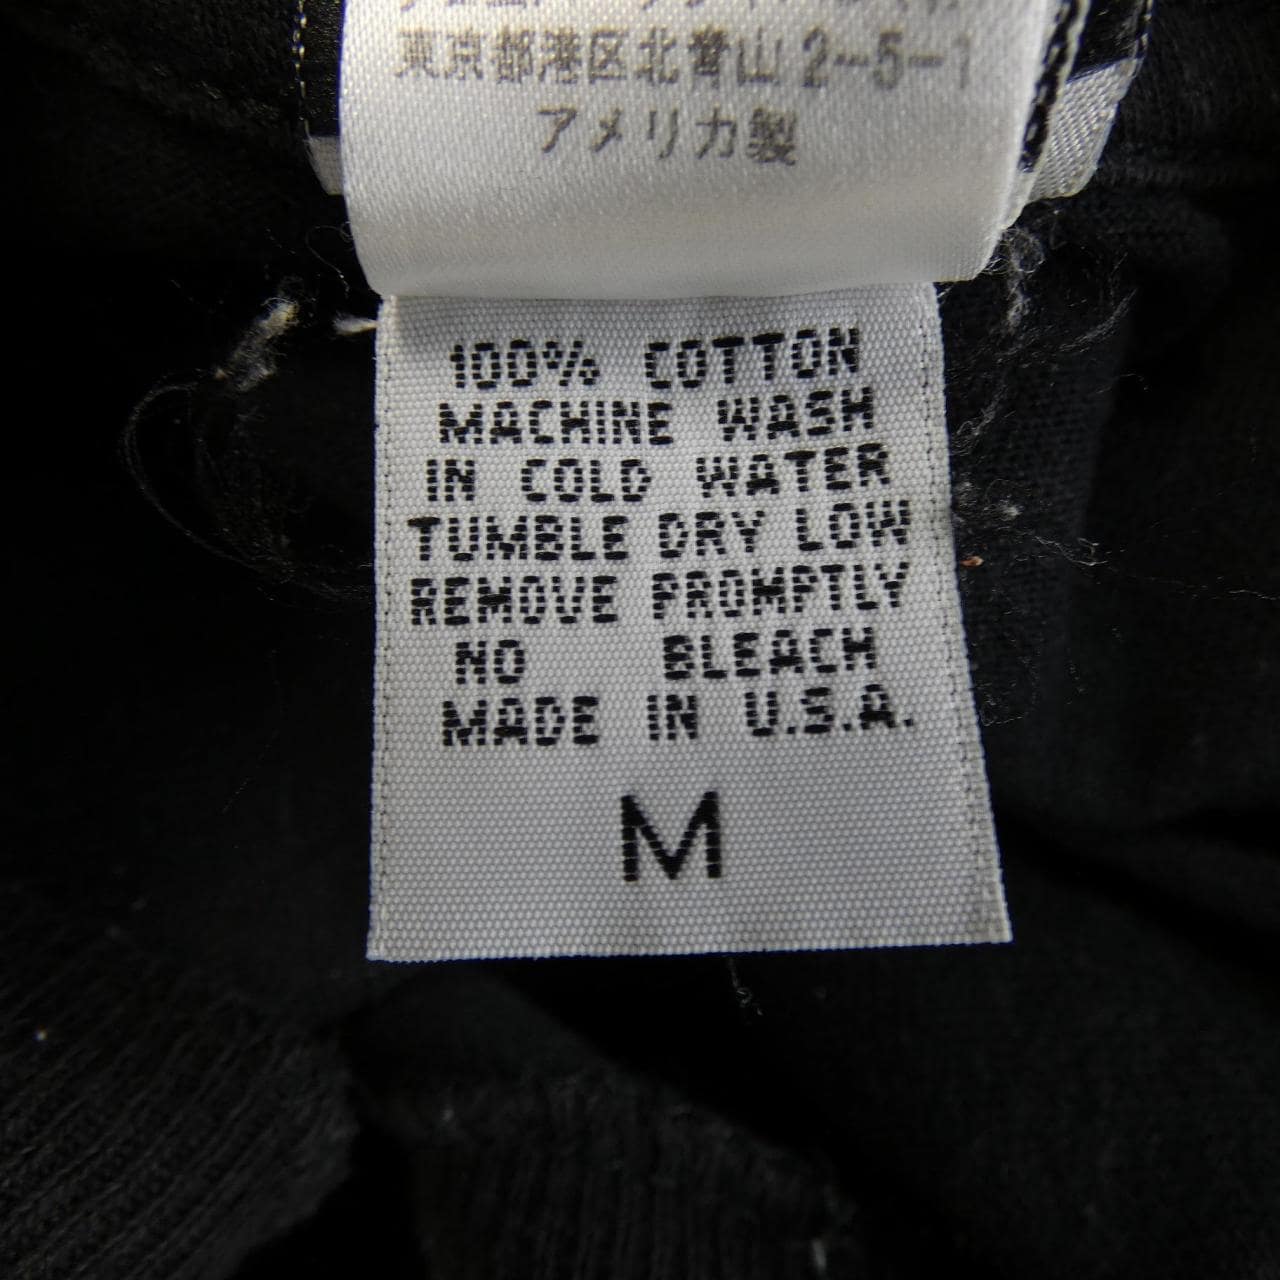 東京都港区北青山2-5-1
アメリカ製
100% COTTON
MACHINE WASH
IN COLD WATER
TUMBLE DRY LOW
REMOVE PROMPTLY
NO BLEACH
MADE IN U.S.A.
M